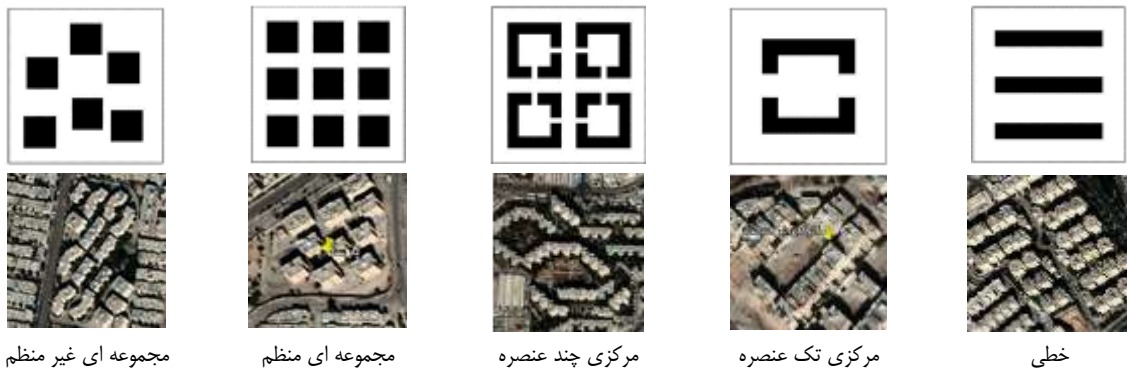 خطی
مرکزی تک عنصره
مرکزی چند عنصره
مجموعه ای منظم
مجموعه ای غیر منظم